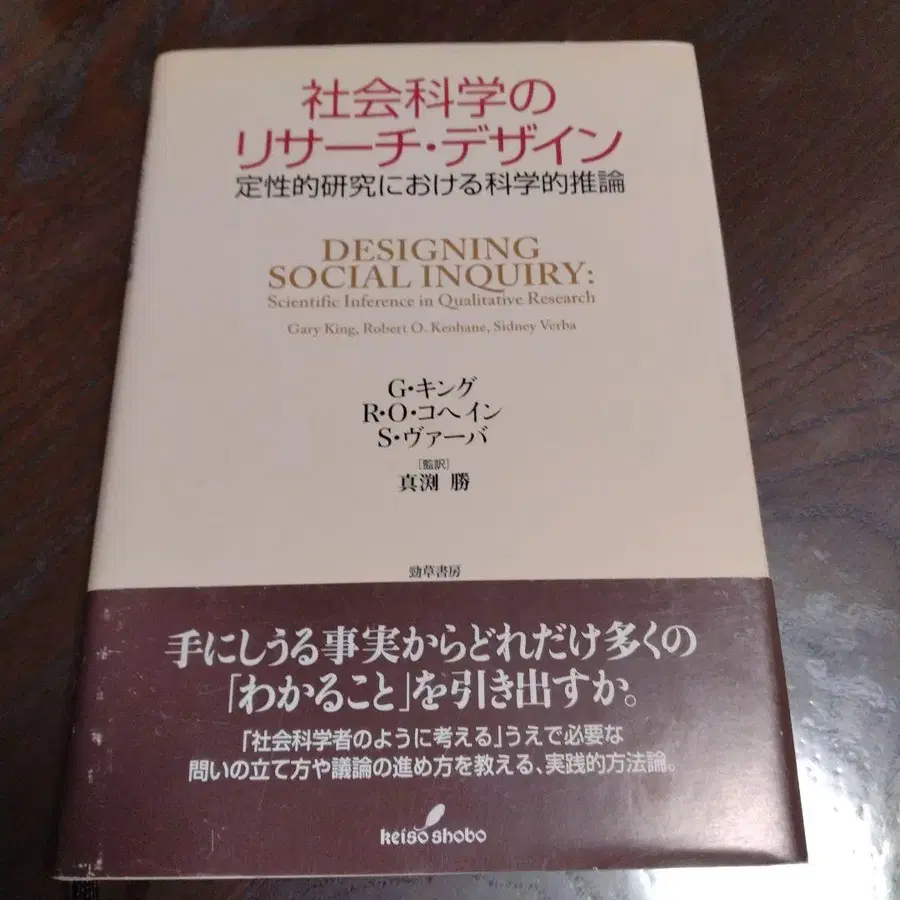 社会科学の
リサーチ・デザイン
定性的研究における科学的推論
DESIGNING
SOCIAL INQUIRY:
Scientific Inference in Qualitative Research
Gary King, Robert O. Keohane, Sidney Verba
G・キング
R・O・コヘイン
S・ヴァーバ
[監訳]
真渕 勝
勁草書房
手にしうる事実からどれだけ多くの
「わかること」を引き出すか。
「社会科学者のように考える」うえで必要な
問いの立て方や議論の進め方を教える、実践的方法論。
keiso shobo